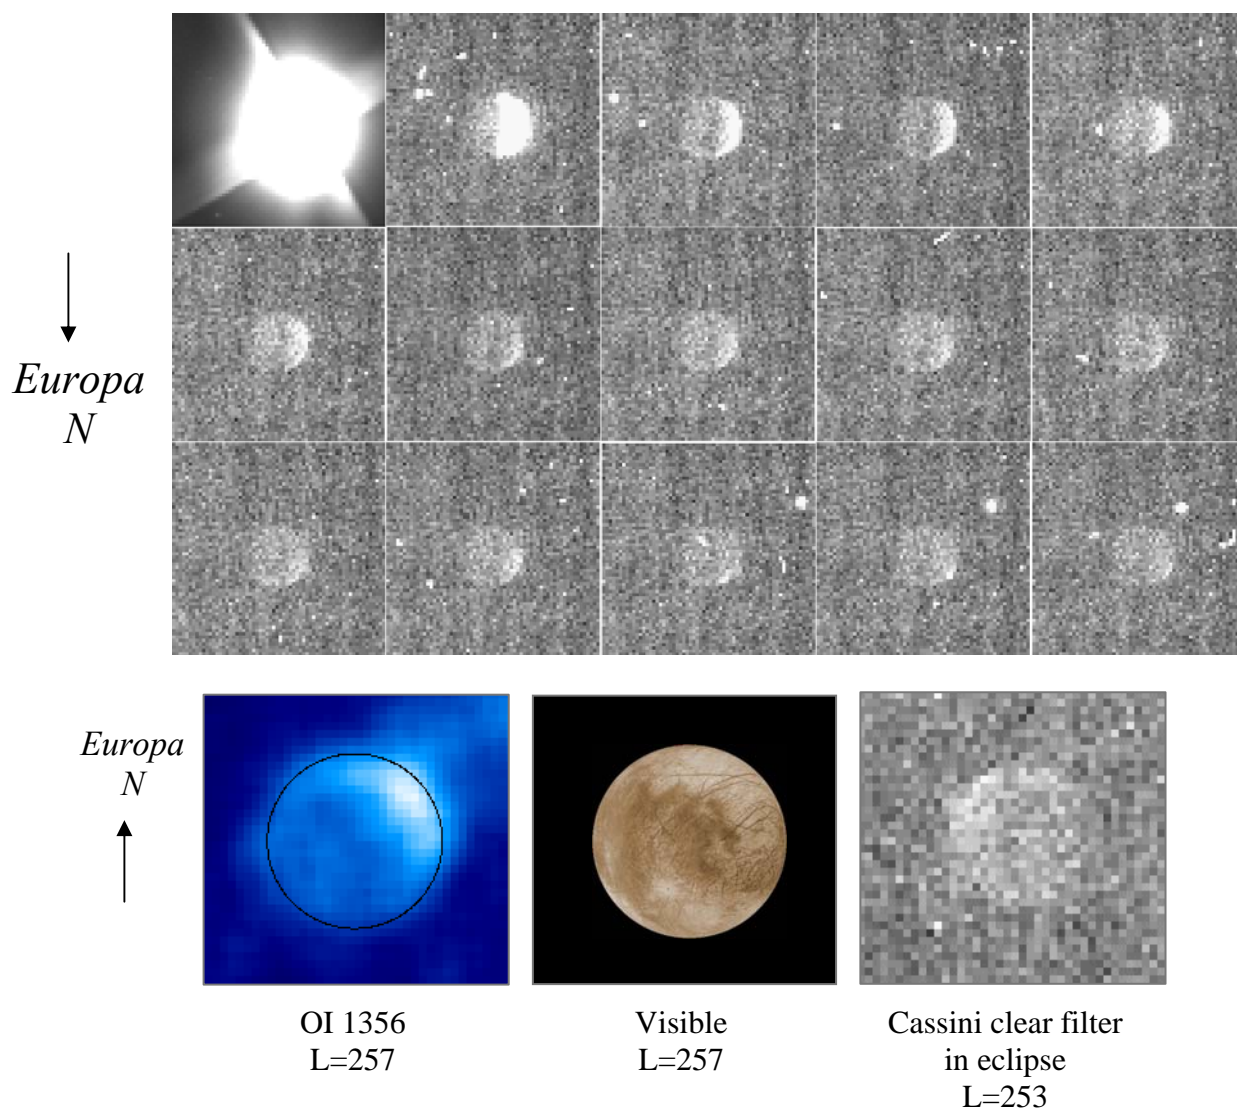 Europa
N
Europa
N
OI 1356
L=257
Visible
L=257
Cassini clear filter
in eclipse
L=253